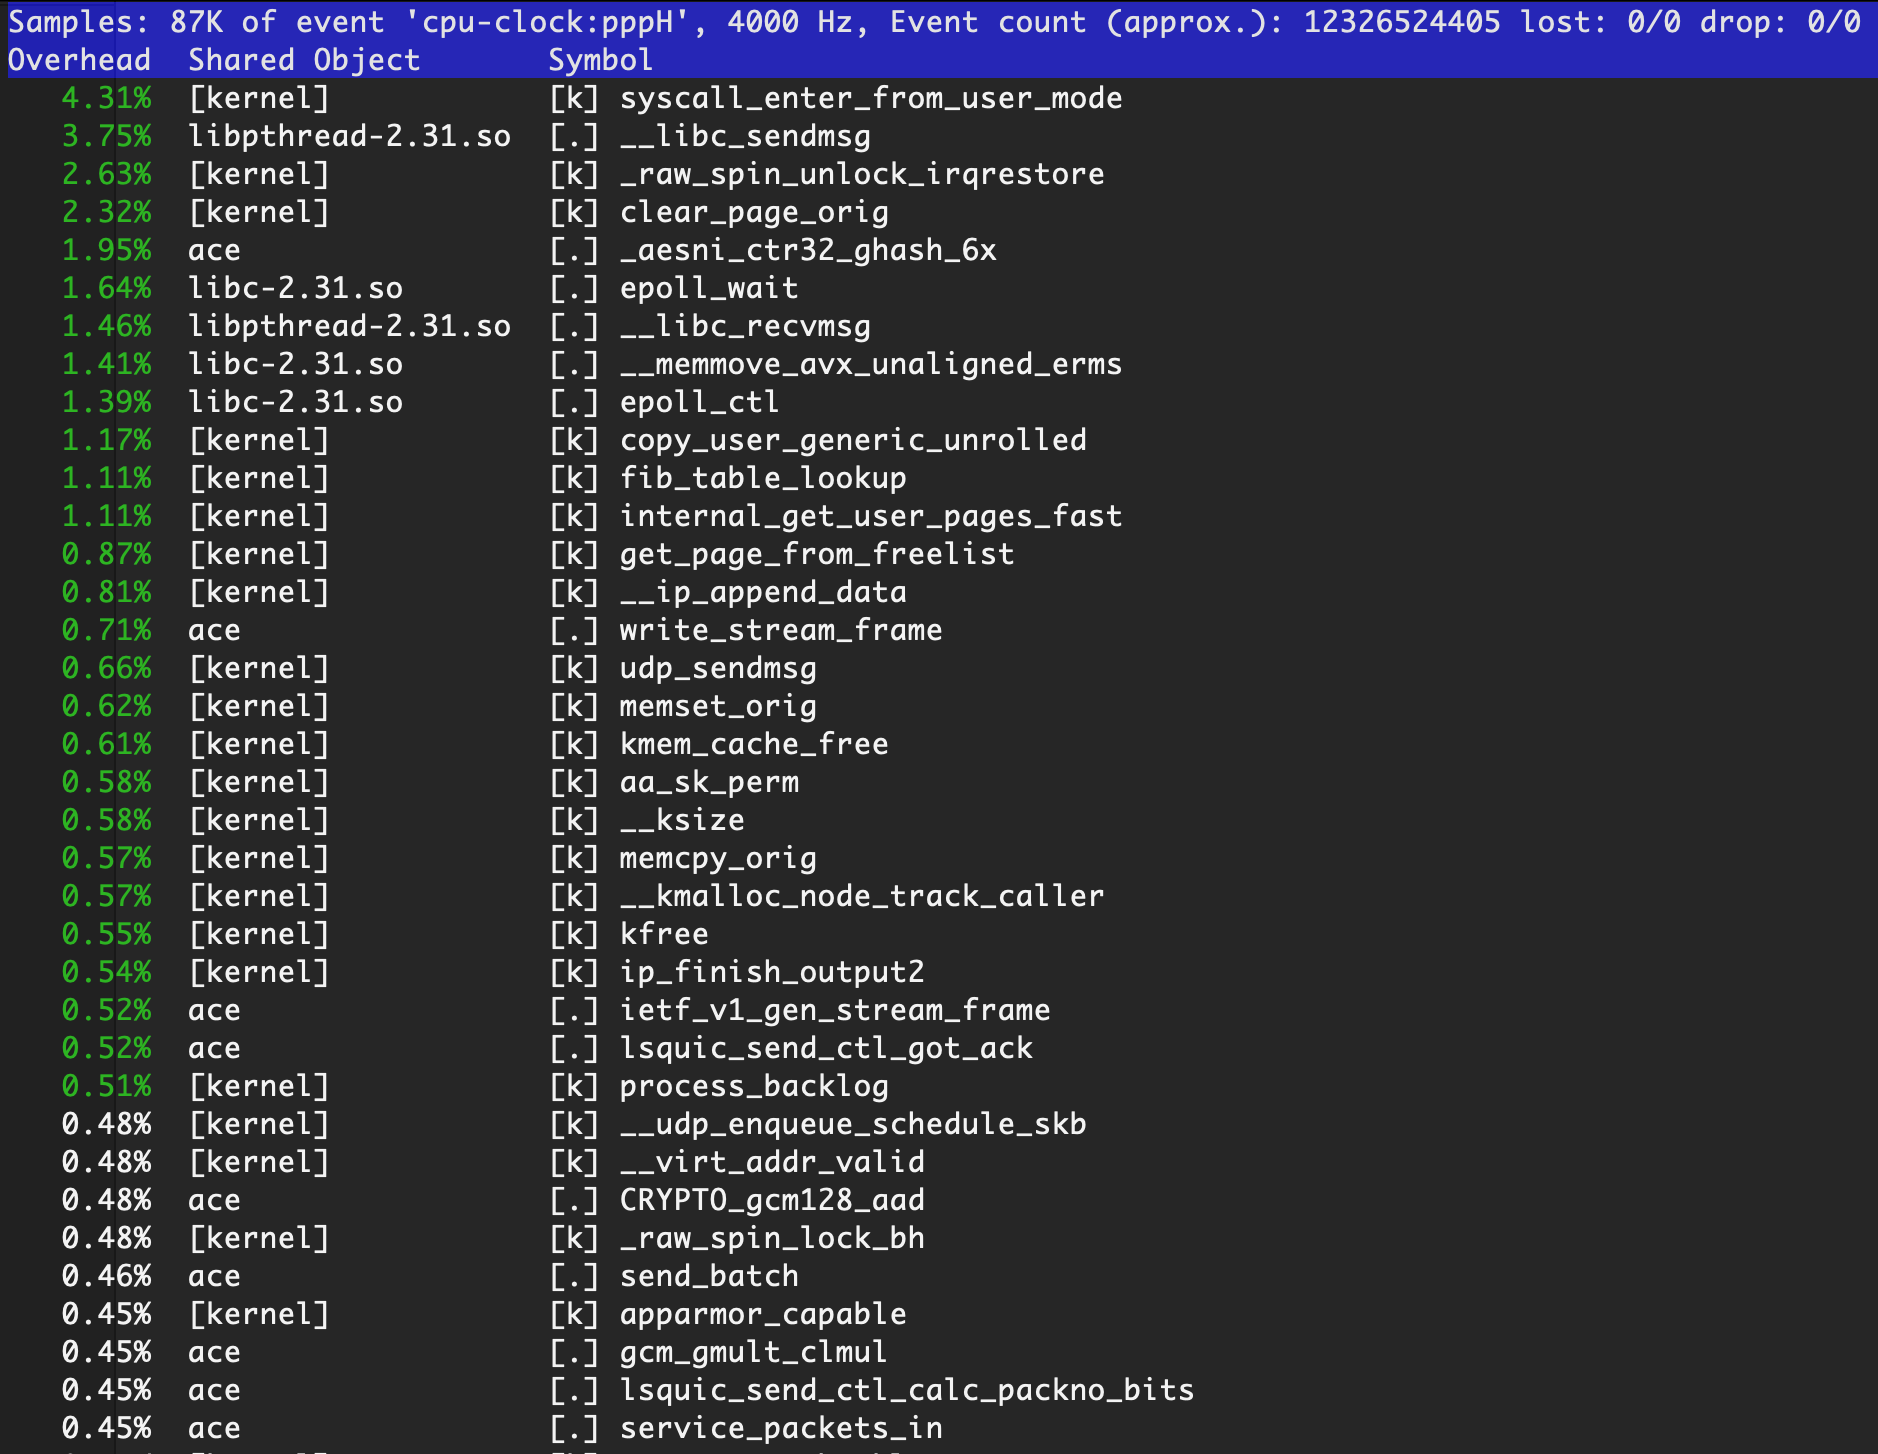 Samples: 87K of event 'cpu-clock:pppH', 4000 Hz, Event count (approx.): 12326524405 lost: 0/0 drop: 0/0
Overhead  Shared Object       Symbol
4.31%  [kernel]            [k] syscall_enter_from_user_mode
3.75%  libpthread-2.31.so  [.] __libc_sendmsg
2.63%  [kernel]            [k] _raw_spin_unlock_irqrestore
2.32%  [kernel]            [k] clear_page_orig
1.95%  ace                 [.] _aesni_ctr32_ghash_6x
1.64%  libc-2.31.so        [.] epoll_wait
1.46%  libpthread-2.31.so  [.] __libc_recvmsg
1.41%  libc-2.31.so        [.] __memmove_avx_unaligned_erms
1.39%  libc-2.31.so        [.] epoll_ctl
1.17%  [kernel]            [k] copy_user_generic_unrolled
1.11%  [kernel]            [k] fib_table_lookup
1.11%  [kernel]            [k] internal_get_user_pages_fast
0.87%  [kernel]            [k] get_page_from_freelist
0.81%  [kernel]            [k] __ip_append_data
0.71%  ace                 [.] write_stream_frame
0.66%  [kernel]            [k] udp_sendmsg
0.62%  [kernel]            [k] memset_orig
0.61%  [kernel]            [k] kmem_cache_free
0.58%  [kernel]            [k] aa_sk_perm
0.58%  [kernel]            [k] __ksize
0.57%  [kernel]            [k] memcpy_orig
0.57%  [kernel]            [k] __kmalloc_node_track_caller
0.55%  [kernel]            [k] kfree
0.54%  [kernel]            [k] ip_finish_output2
0.52%  ace                 [.] ietf_v1_gen_stream_frame
0.52%  ace                 [.] lsquic_send_ctl_got_ack
0.51%  [kernel]            [k] process_backlog
0.48%  [kernel]            [k] __udp_enqueue_schedule_skb
0.48%  [kernel]            [k] __virt_addr_valid
0.48%  ace                 [.] CRYPTO_gcm128_aad
0.48%  [kernel]            [k] _raw_spin_lock_bh
0.46%  ace                 [.] send_batch
0.45%  [kernel]            [k] apparmor_capable
0.45%  ace                 [.] gcm_gmult_clmul
0.45%  ace                 [.] lsquic_send_ctl_calc_packno_bits
0.45%  ace                 [.] service_packets_in